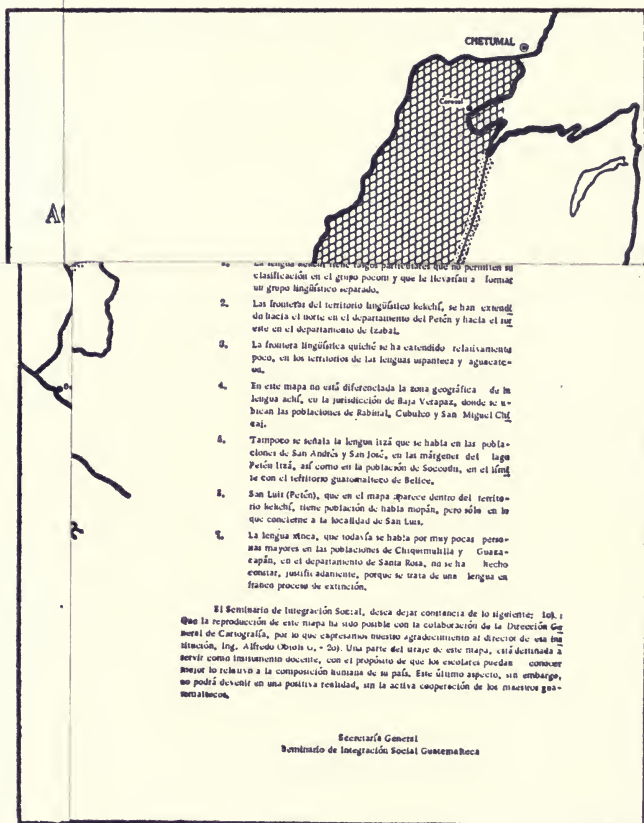 CHETUMAL
Corozal
1. La lengua tiene rasgos particulares que no permiten su
clasificación en el grupo pocom y que le llevarían a formar
un grupo lingüístico separado.
2. Las fronteras del territorio lingüístico kekchí, se han extendi
do hacia el norte en el departamento del Petén y hacia el sur
este en el departamento de Izabal.
3. La frontera lingüística quiché se ha extendido relativamente
poco, en los territorios de las lenguas uspanteca y aguacate-
ca.
4. En este mapa no está diferenciada la zona geográfica de la
lengua achí, en la jurisdicción de Baja Verapaz, donde se u-
bican las poblaciones de Rabinal, Cubulco y San Miguel Chi
caj.
5. Tampoco se señala la lengua itzá que se habla en las pobla-
ciones de San Andrés y San José, en las márgenes del lago
Petén Itzá, así como en la población de Soccotth, en el lími
te con el territorio guatemalteco de Belice.
6. San Luis (Petén), que en el mapa aparece dentro del territo-
rio kekchí, tiene población de habla mopán, pero sólo en lo
que concierne a la localidad de San Luis.
7. La lengua xinca, que todavía se habla por muy pocas perso-
nas mayores en las poblaciones de Chiquimulilla y Guaza-
capán, en el departamento de Santa Rosa, no se ha hecho
constar, justificadamente, porque se trata de una lengua en
franco proceso de extinción.
El Seminario de Integración Social, desea dejar constancia de lo siguiente: 1o).:
Que la reproducción de este mapa ha sido posible con la colaboración de la Dirección Ge
neral de Cartografía, por lo que expresamos nuestro agradecimiento al director de esa ins
titución, Ing. Alfredo Obiols G. - 2o). Una parte del tiraje de este mapa, está destinada a
servir como instrumento docente, con el propósito de que los escolares puedan conocer
mejor lo relativo a la composición humana de su país. Este último aspecto, sin embargo,
no podrá devenir en una positiva realidad, sin la activa cooperación de los maestros gua-
temaltecos.
Secretaría General
Seminario de Integración Social Guatemalteca